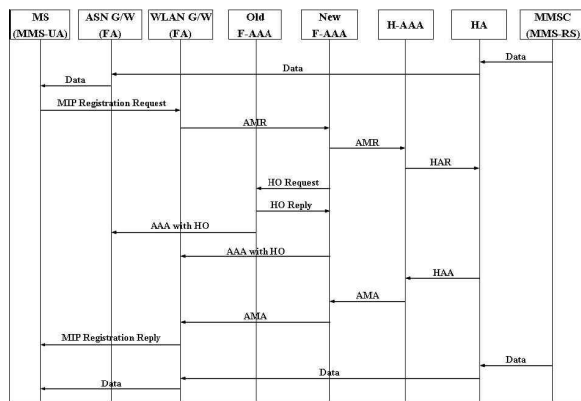 MS
(MMS-UA)
ASN G/W
(FA)
WLAN G/W
(FA)
Old
F-AAA
New
F-AAA
H-AAA
HA
MMSC
(MMS-RS)
Data
Data
Data
MIP Registration Request
AMR
AMR
HAR
HO Request
HO Reply
AAA with HO
AAA with HO
HAA
AMA
AMA
MIP Registration Reply
Data
Data
Data